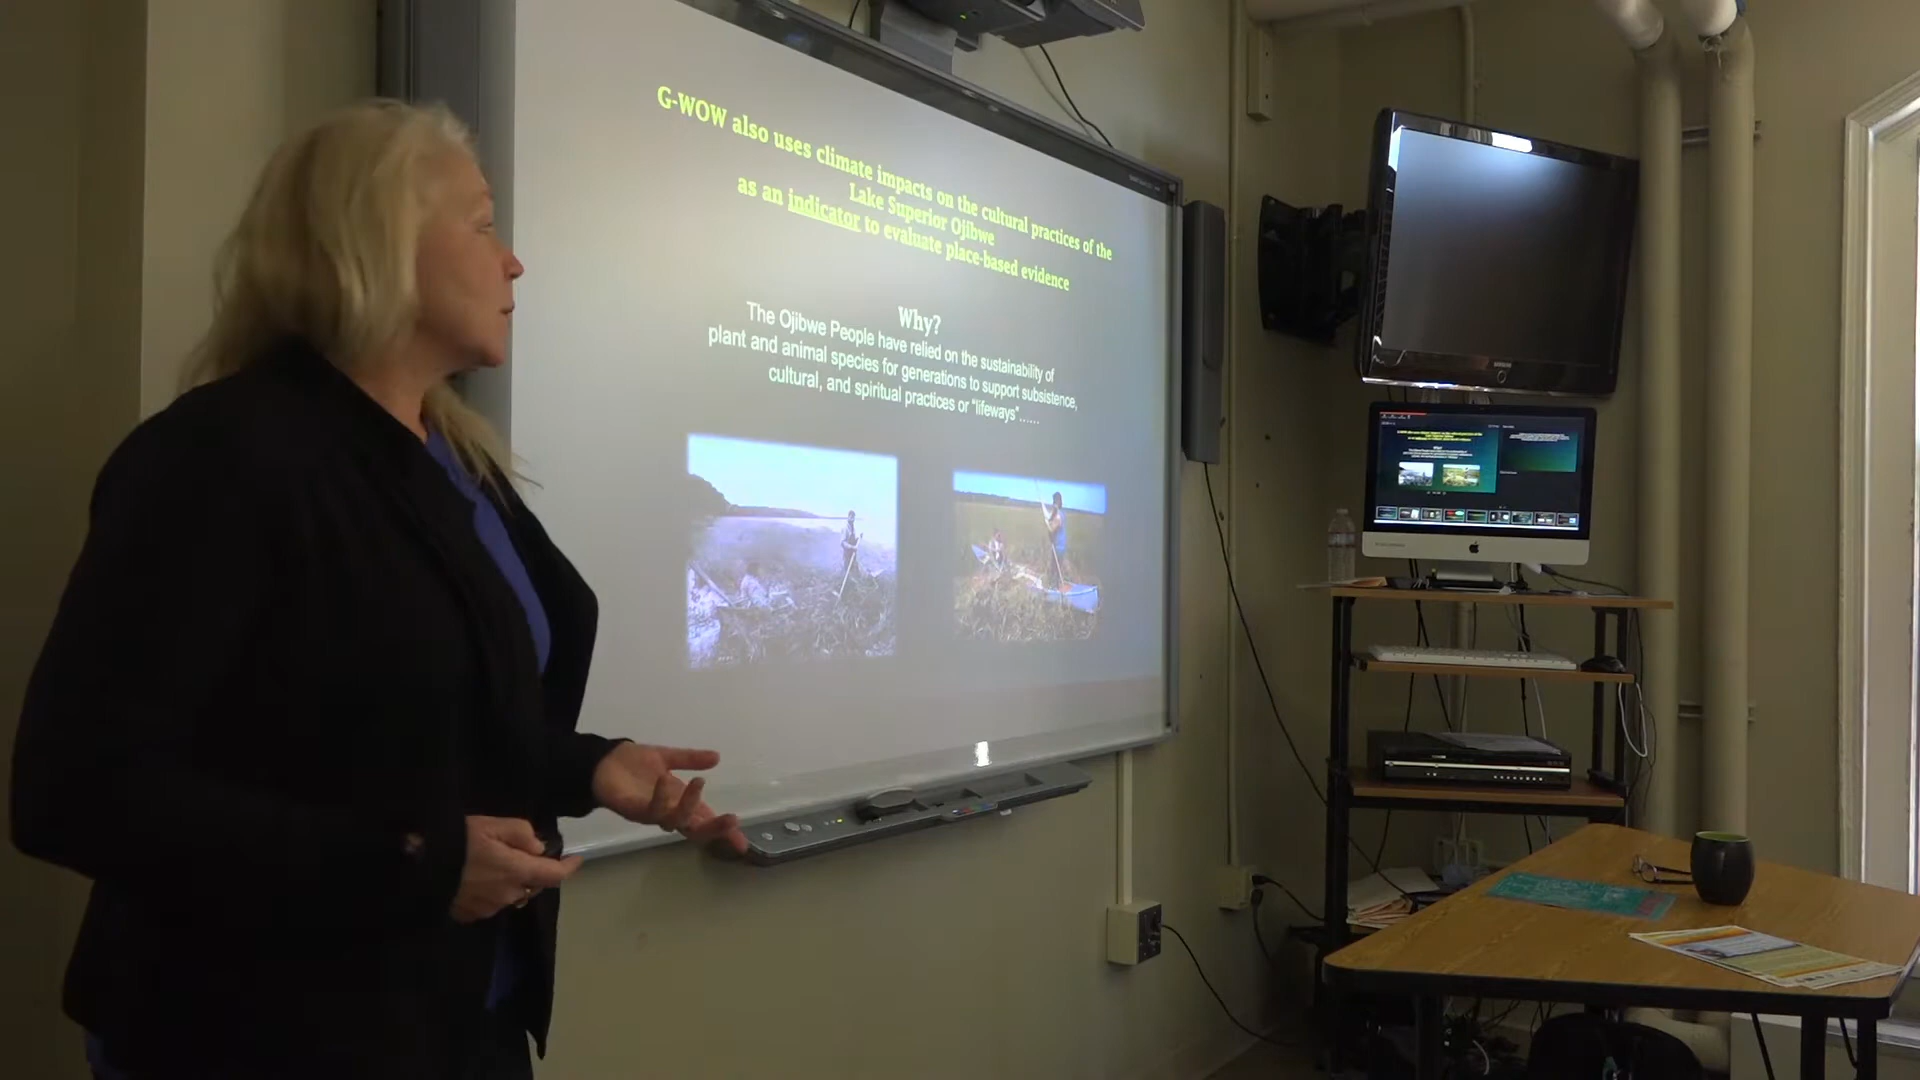 G-WOW also uses climate impacts on the cultural practices of the
Lake Superior Ojibwe
as an indicator to evaluate place-based evidence
Why?
The Ojibwe People have relied on the sustainability of
plant and animal species for generations to support subsistence,
cultural, and spiritual practices or "lifeways"......
SAMSUNG